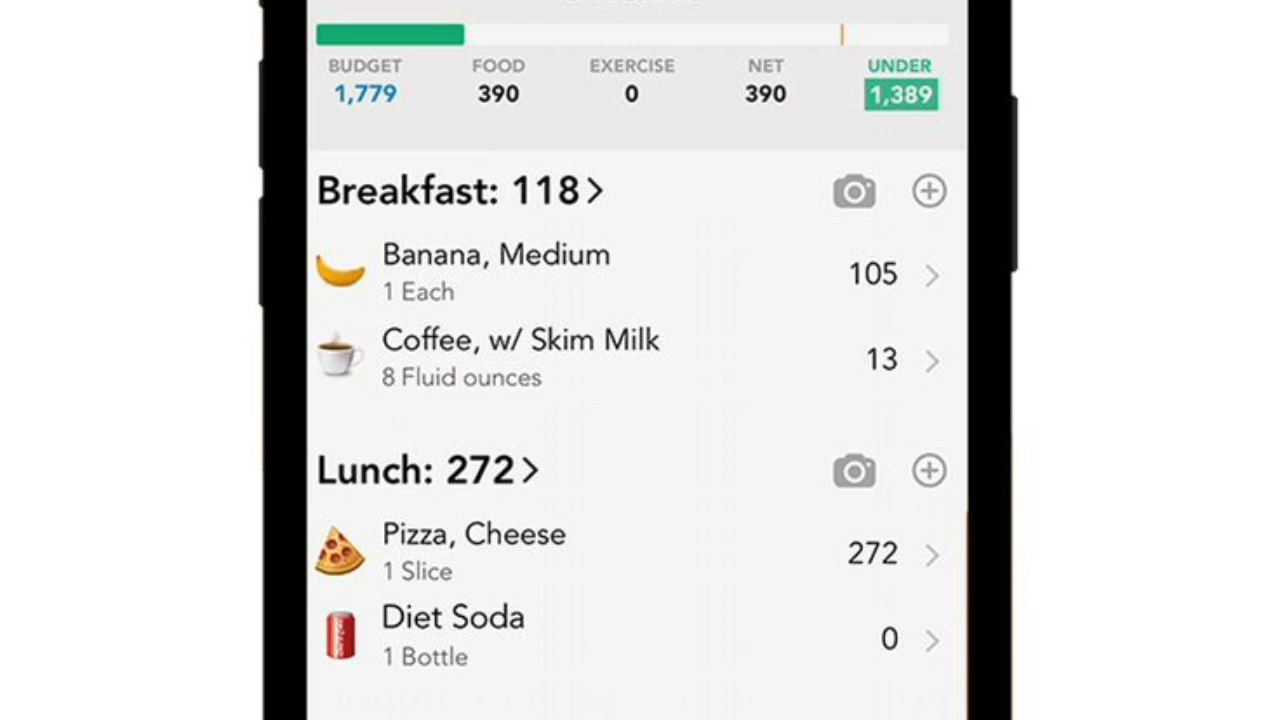 BUDGET FOOD EXERCISE NET UNDER
1,779 390 0 390 1,389
Breakfast: 118>
Banana, Medium
1 Each
105
Coffee, w/ Skim Milk
8 Fluid ounces
13
Lunch: 272>
Pizza, Cheese
1 Slice
272
Diet Soda
1 Bottle
0